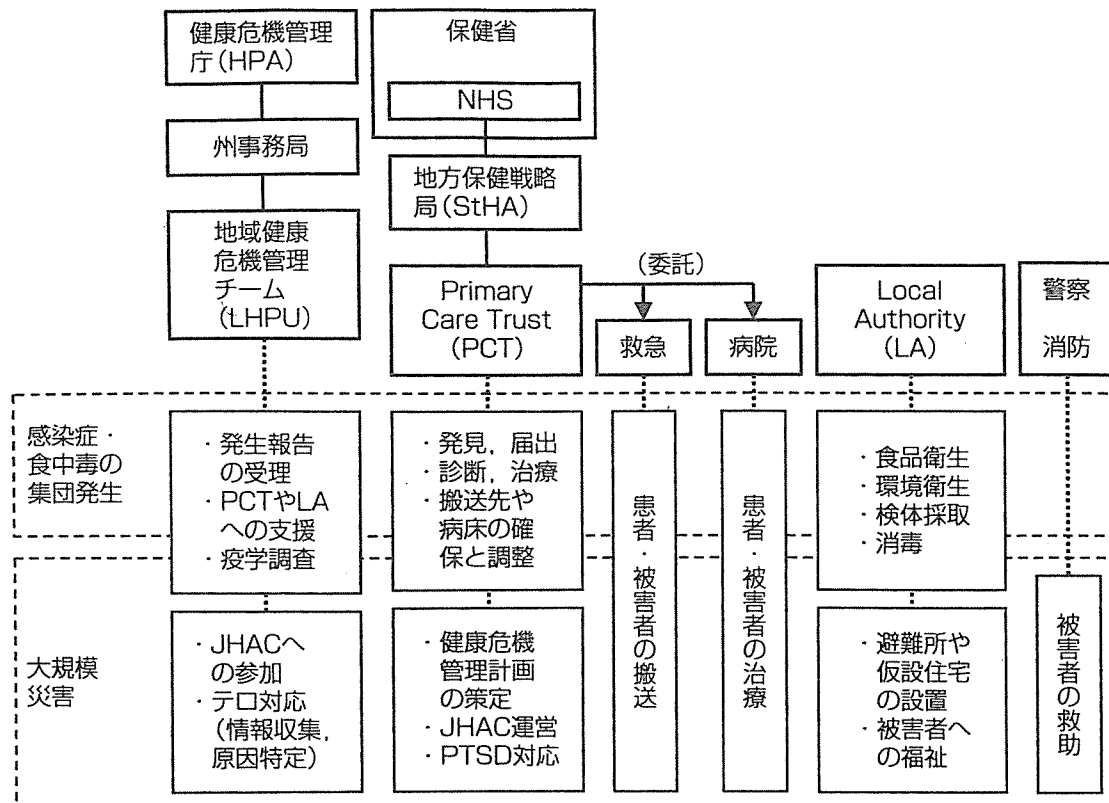 健康危機管理
庁(HPA)
保健省
NHS
州事務局
地方保健戦略
局(StHA)
地域健康
危機管理
チーム
(LHPU)
Primary
Care Trust
(PCT)
(委託)
救急
病院
Local
Authority
(LA)
警察
消防
感染症・
食中毒の
集団発生
・発生報告
の受理
・PCTやLA
への支援
・疫学調査
・発見，届出
・診断，治療
・搬送先や
病床の確
保と調整
患者・被害者の搬送
患者・被害者の治療
・食品衛生
・環境衛生
・検体採取
・消毒
大規模
災害
・JHACへ
の参加
・テロ対応
(情報収集，
原因特定)
・健康危機
管理計画
の策定
・JHAC運営
・PTSD対応
・避難所や
仮設住宅
の設置
・被害者へ
の福祉
被害者の救助